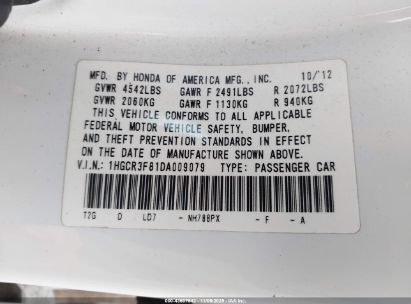 MFD. BY HONDA OF AMERICA MFG., INC. 10/'12
GVWR 4542LBS GAWR F 2491LBS R 2072LBS
GVWR 2060KG GAWR F 1130KG R 940KG
THIS VEHICLE CONFORMS TO ALL APPLICABLE
FEDERAL MOTOR VEHICLE SAFETY, BUMPER,
AND THEFT PREVENTION STANDARDS IN EFFECT
ON THE DATE OF MANUFACTURE SHOWN ABOVE.
V.I.N.: 1HGCR3F81DA009079 TYPE: PASSENGER CAR
T2G D LD7 - NH788PX - F - A